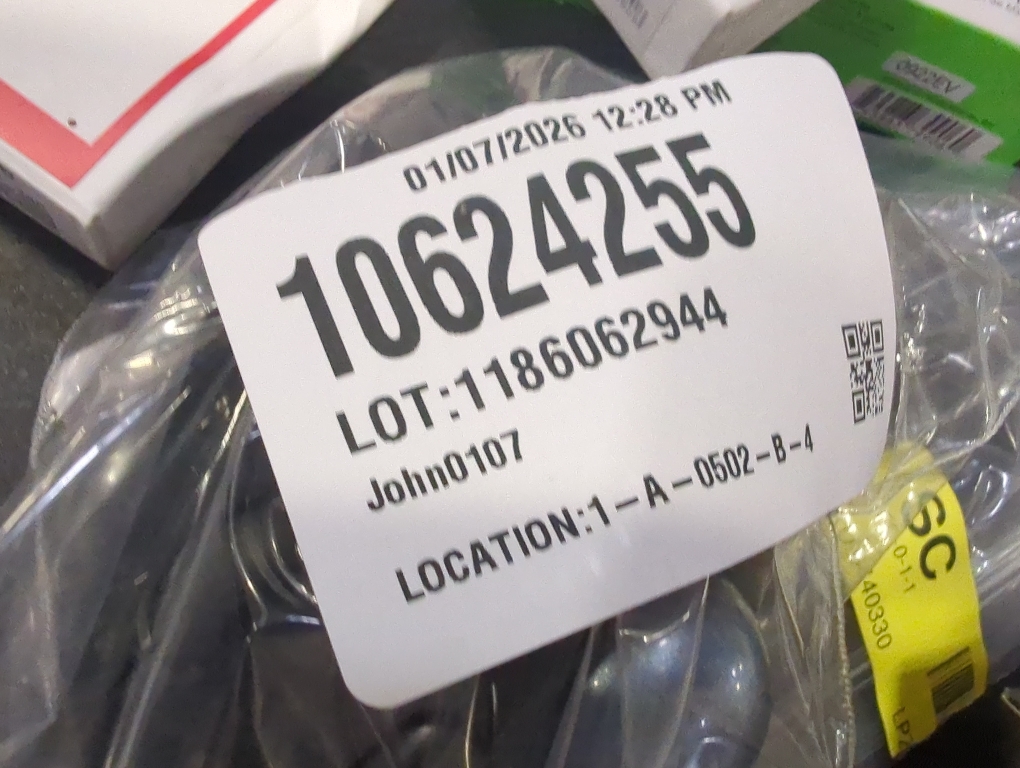 01/07/2026 12:28 PM
10624255
LOT:1186062944
John0107
LOCATION:1-A-0502-B-4
0922EV
SC
0-1-1
40330